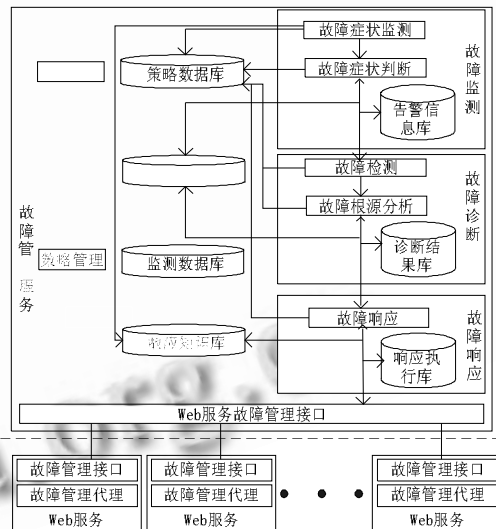 故障症状监测
故障症状判断
策略数据库
告警信
息库
故障监测
故障检测
故障根源分析
诊断结
果库
故障诊断
故障管
服务
策略管理
监测数据库
故障响应
响应知识库
响应执
行库
故障响应
Web服务故障管理接口
故障管理接口
故障管理代理
Web服务
故障管理接口
故障管理代理
Web服务
故障管理接口
故障管理代理
Web服务